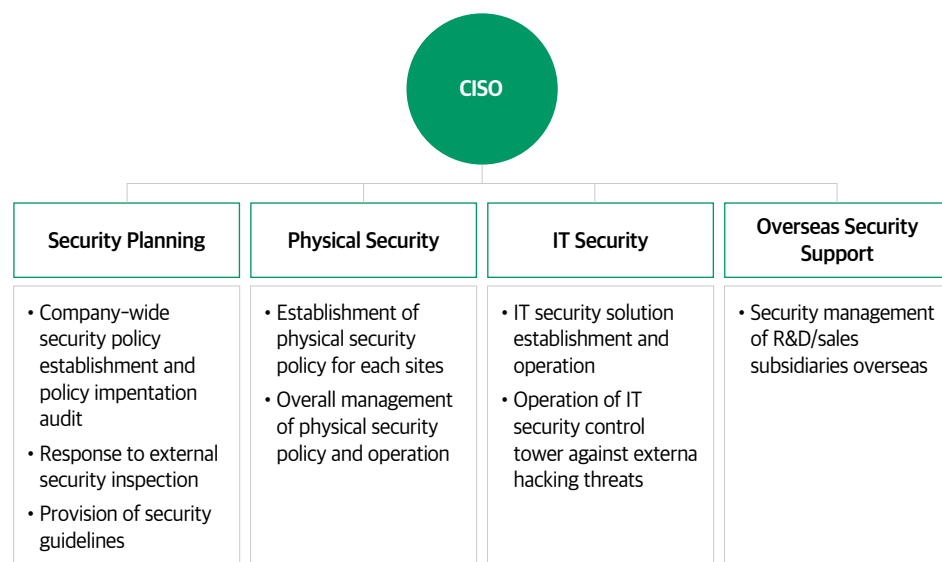 CISO
Security Planning
• Company-wide
security policy
establishment and
policy impentation
audit
• Response to external
security inspection
• Provision of security
guidelines
Physical Security
• Establishment of
physical security
policy for each sites
• Overall management
of physical security
policy and operation
IT Security
• IT security solution
establishment and
operation
• Operation of IT
security control
tower against externa
hacking threats
Overseas Security
Support
• Security management
of R&D/sales
subsidiaries overseas